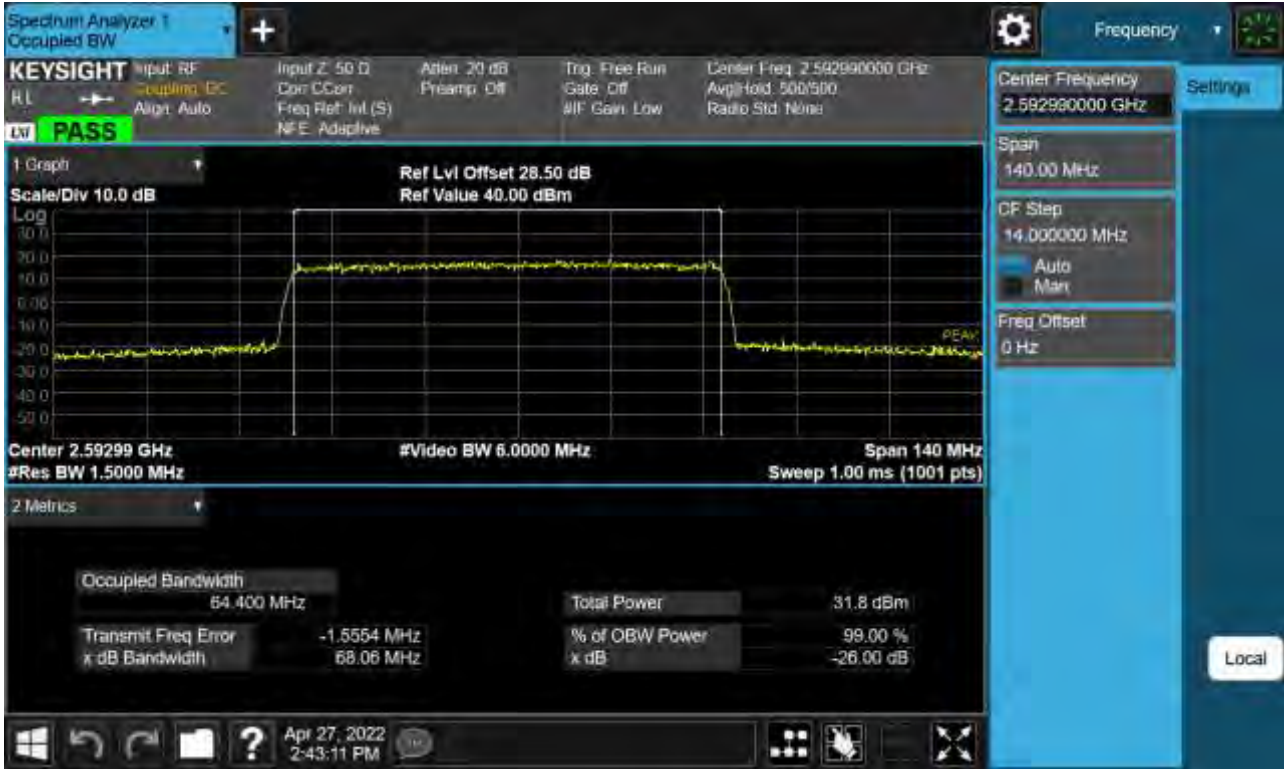 Spectrum Analyzer 1
Occupied BW
Frequency
KEYSIGHT
Input: RF
Coupling: DC
Align: Auto
Input Z: 50 Ω
Corr CCorr
Freq Ref: Int (S)
NFE: Adaptive
Atten: 20 dB
Preamp: Off
Trig: Free Run
Gate: Off
#IF Gain: Low
Center Freq: 2.592990000 GHz
Avg|Hold: 500/500
Radio Std: None
RL
LXI
PASS
Center Frequency
2.592990000 GHz
Settings
Span
140.00 MHz
CF Step
14.000000 MHz
Auto
Man
Freq Offset
0 Hz
1 Graph
Scale/Div 10.0 dB
Ref Lvl Offset 28.50 dB
Ref Value 40.00 dBm
Log
30.0
20.0
10.0
0.00
-10.0
-20.0
-30.0
-40.0
-50.0
PEAK
Center 2.59299 GHz
#Video BW 6.0000 MHz
Span 140 MHz
#Res BW 1.5000 MHz
Sweep 1.00 ms (1001 pts)
2 Metrics
Occupied Bandwidth
64.400 MHz
Total Power
31.8 dBm
Transmit Freq Error
-1.5554 MHz
% of OBW Power
99.00 %
x dB Bandwidth
68.06 MHz
x dB
-26.00 dB
Local
?
Apr 27, 2022
2:43:11 PM